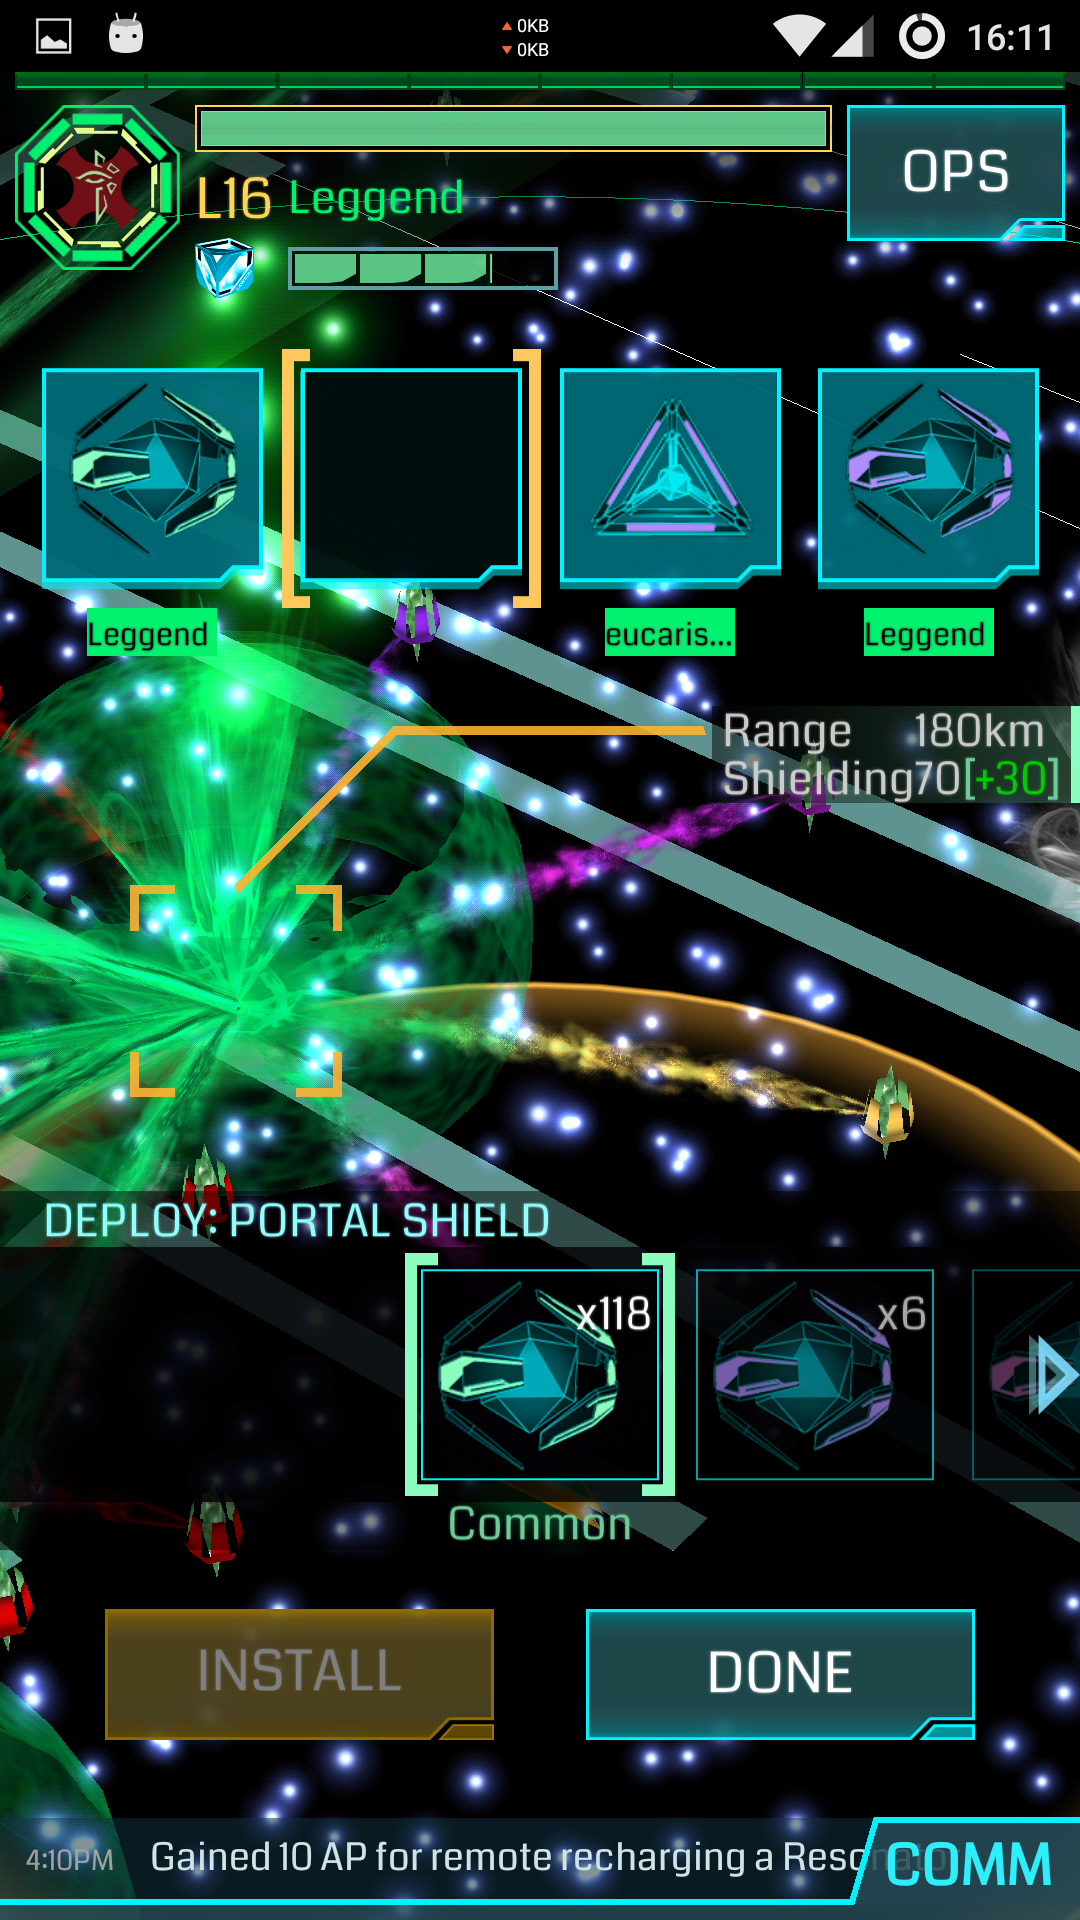 0KB
0KB
16:11
L16 Leggend
OPS
Leggend
eucaris...
Leggend
Range 180km
Shielding70[+30]
DEPLOY: PORTAL SHIELD
x118
x6
Common
INSTALL
DONE
4:10PM Gained 10 AP for remote recharging a
COMM